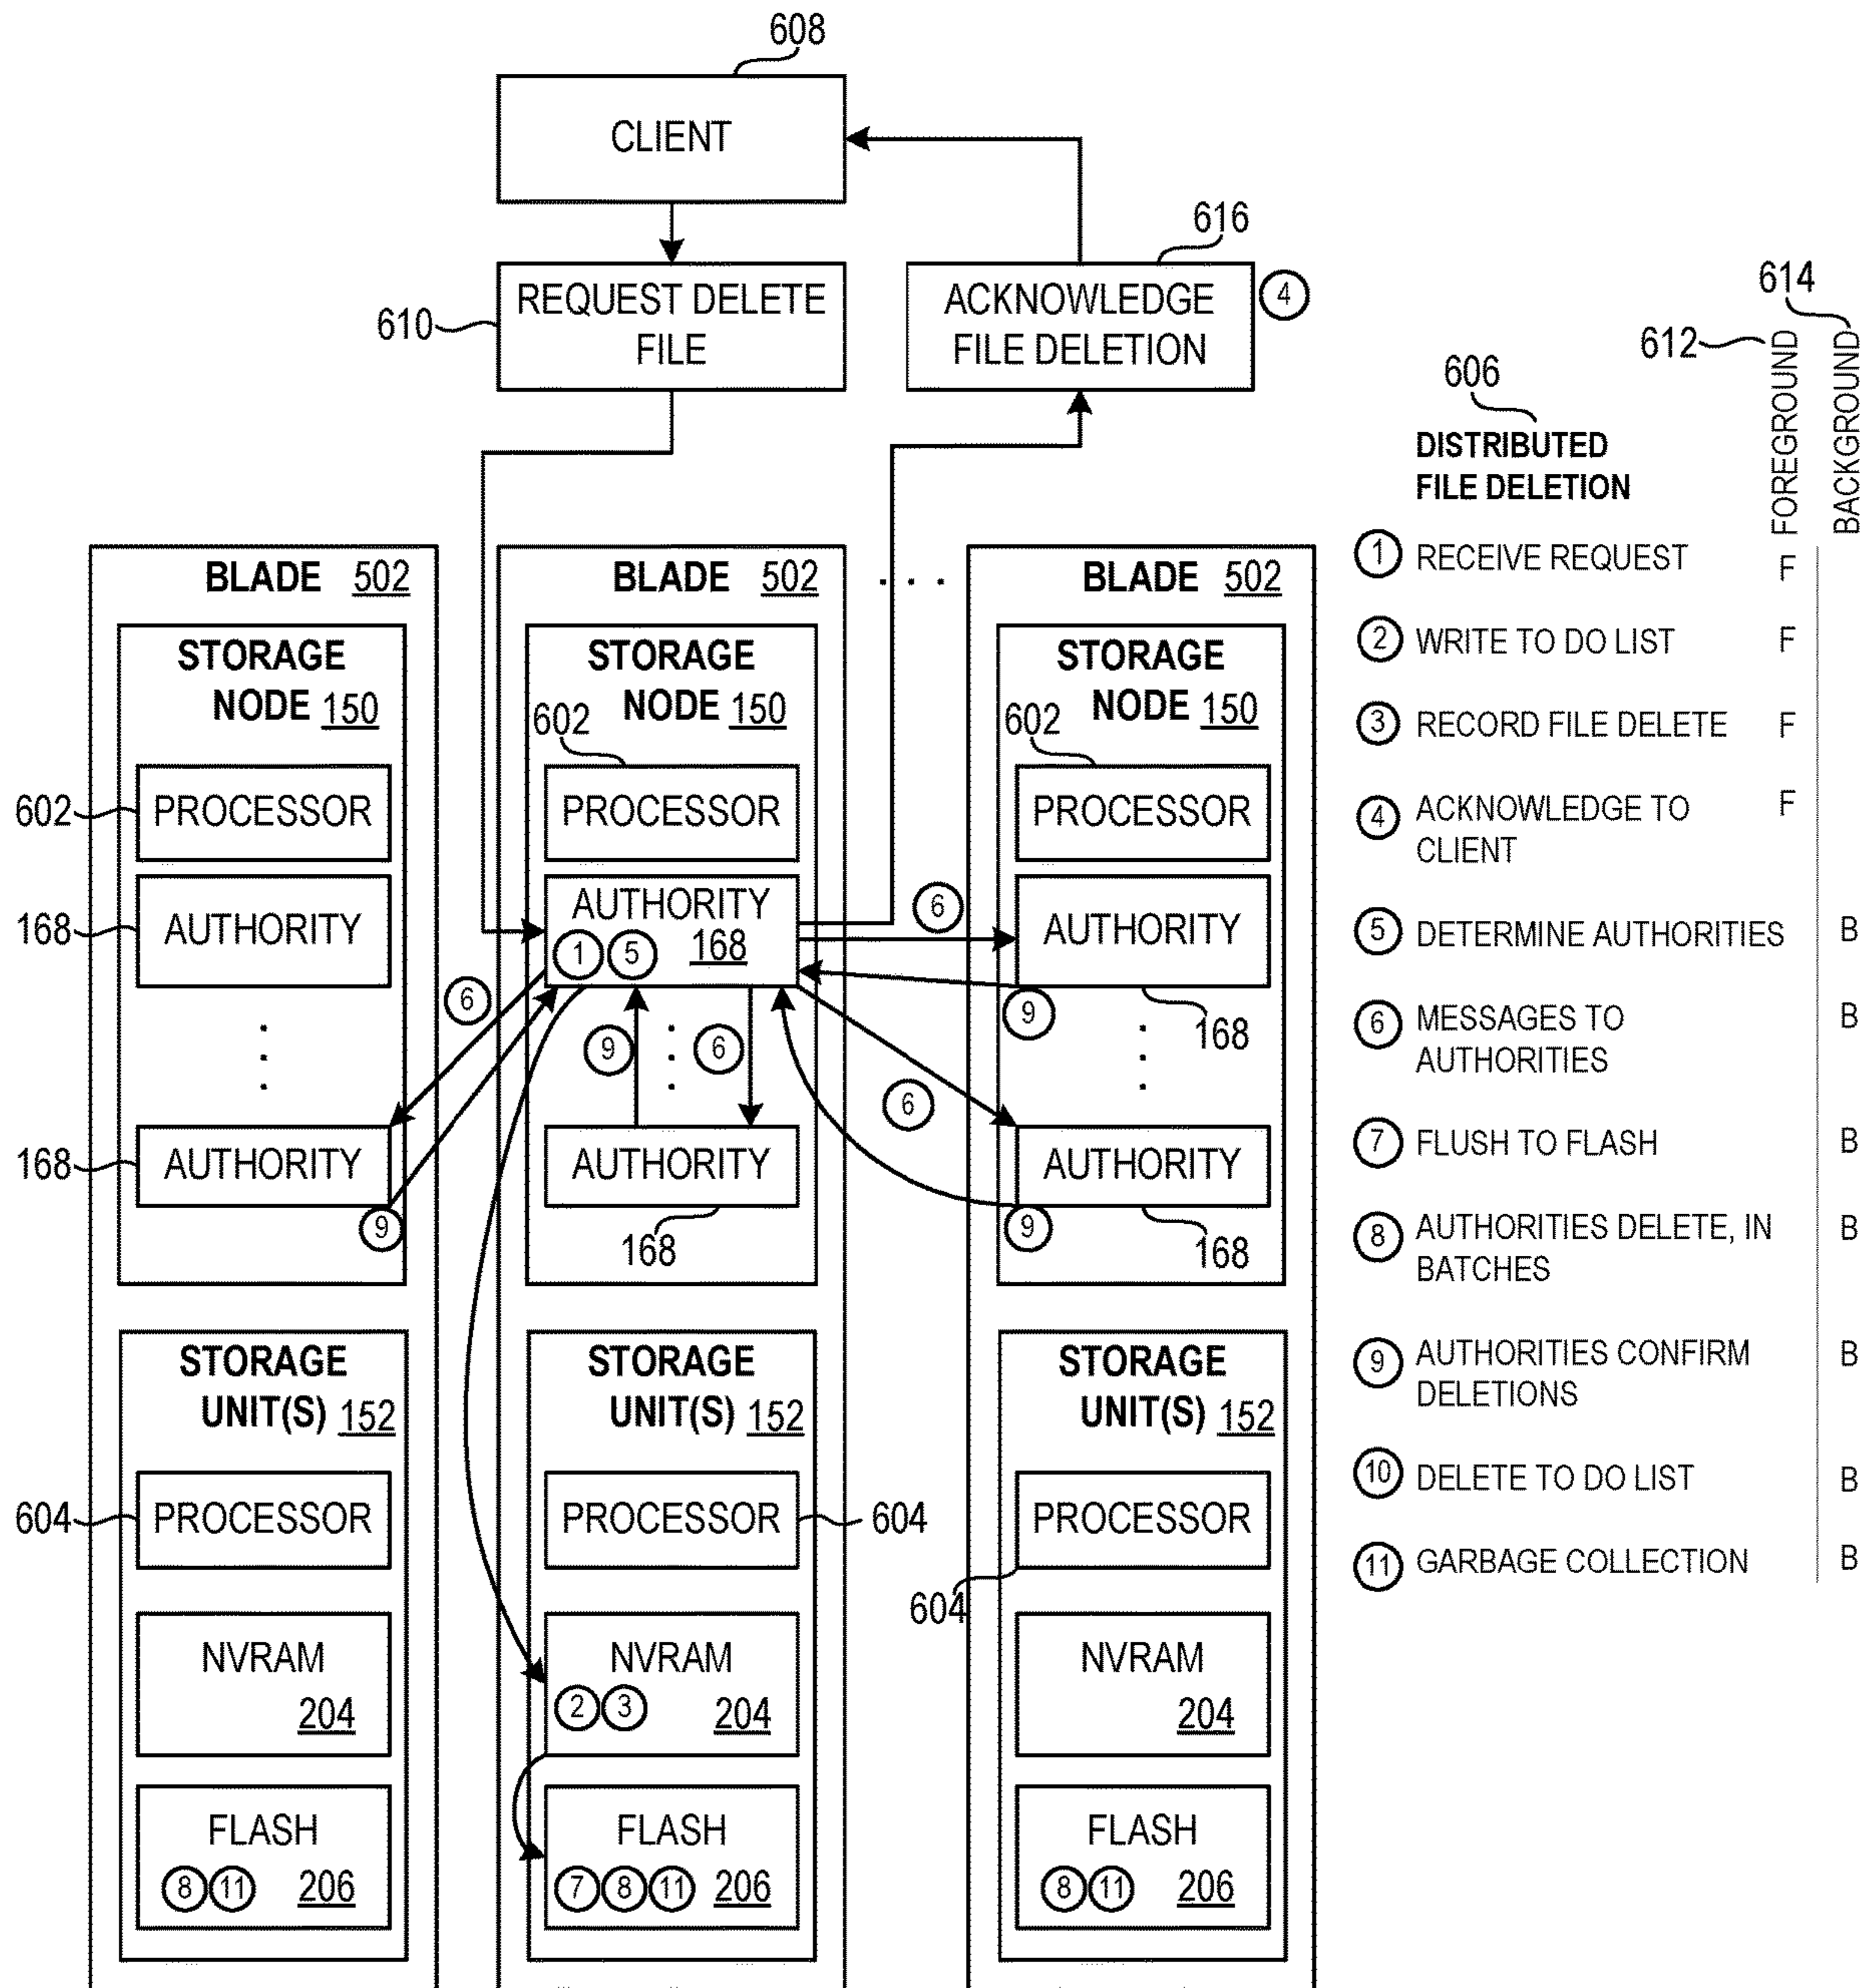 608
CLIENT
616
610
REQUEST DELETE
FILE
ACKNOWLEDGE
FILE DELETION
4
BLADE 502
STORAGE
NODE 150
602
PROCESSOR
168
AUTHORITY
6
168
AUTHORITY
9
STORAGE
UNIT(S) 152
604
PROCESSOR
NVRAM
204
FLASH
8 11 206
BLADE 502
STORAGE
NODE 150
602
PROCESSOR
AUTHORITY
1 5 168
9 6
AUTHORITY
168
STORAGE
UNIT(S) 152
PROCESSOR
604
NVRAM
2 3 204
FLASH
7 8 11 206
. . .
6
6
BLADE 502
STORAGE
NODE 150
602
PROCESSOR
AUTHORITY
9
168
AUTHORITY
9
168
STORAGE
UNIT(S) 152
PROCESSOR
604
NVRAM
204
FLASH
8 11 206
606
DISTRIBUTED
FILE DELETION
612
FOREGROUND
614
BACKGROUND
1 RECEIVE REQUEST F
2 WRITE TO DO LIST F
3 RECORD FILE DELETE F
4 ACKNOWLEDGE TO F
CLIENT
5 DETERMINE AUTHORITIES B
6 MESSAGES TO B
AUTHORITIES
7 FLUSH TO FLASH B
8 AUTHORITIES DELETE, IN B
BATCHES
9 AUTHORITIES CONFIRM B
DELETIONS
10 DELETE TO DO LIST B
11 GARBAGE COLLECTION B